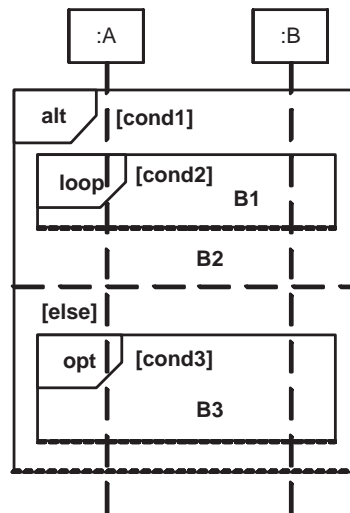 :A :B
alt [cond1]
loop [cond2]
B1
B2
[else]
opt [cond3]
B3